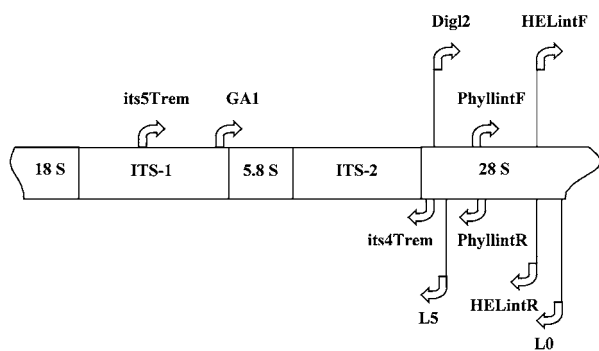 Digl2 HELintF
its5Trem GA1 PhyllintF
18 S ITS-1 5.8 S ITS-2 28 S
its4Trem PhyllintR
HELintR
L5
L0